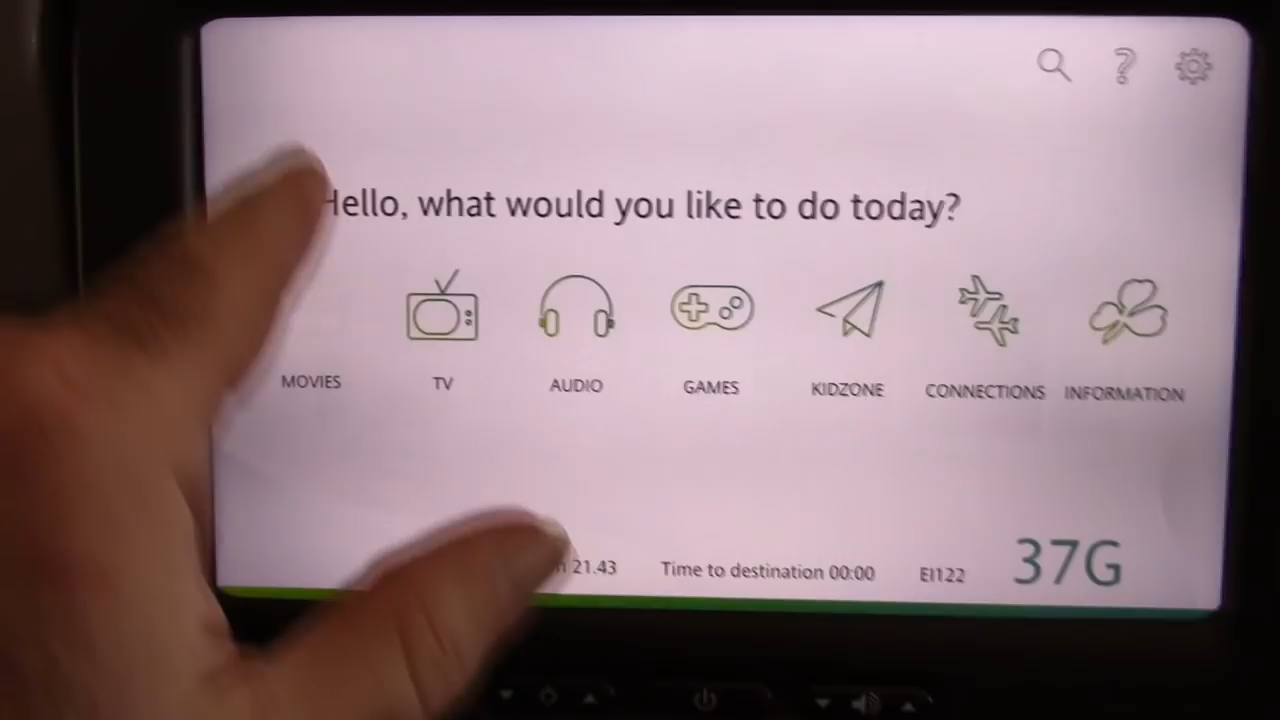 Hello, what would you like to do today?
MOVIES TV AUDIO GAMES KIDZONE CONNECTIONS INFORMATION
21.43 Time to destination 00:00 EI122 37G